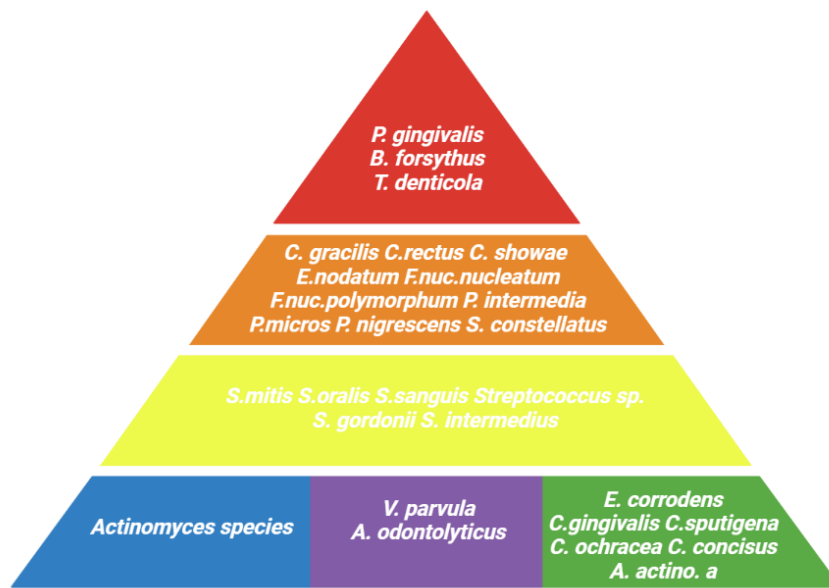 P. gingivalis
B. forsythus
T. denticola
C. gracilis C.rectus C. showae
E.nodatum F.nuc.nucleatum
F.nuc.polymorphum P. intermedia
P.micros P. nigrescens S. constellatus
S.mitis S.oralis S.sanguis Streptococcus sp.
S. gordonii S. intermedius
Actinomyces species
V. parvula
A. odontolyticus
E. corrodens
C.gingivalis C.sputigena
C. ochracea C. concisus
A. actino. a